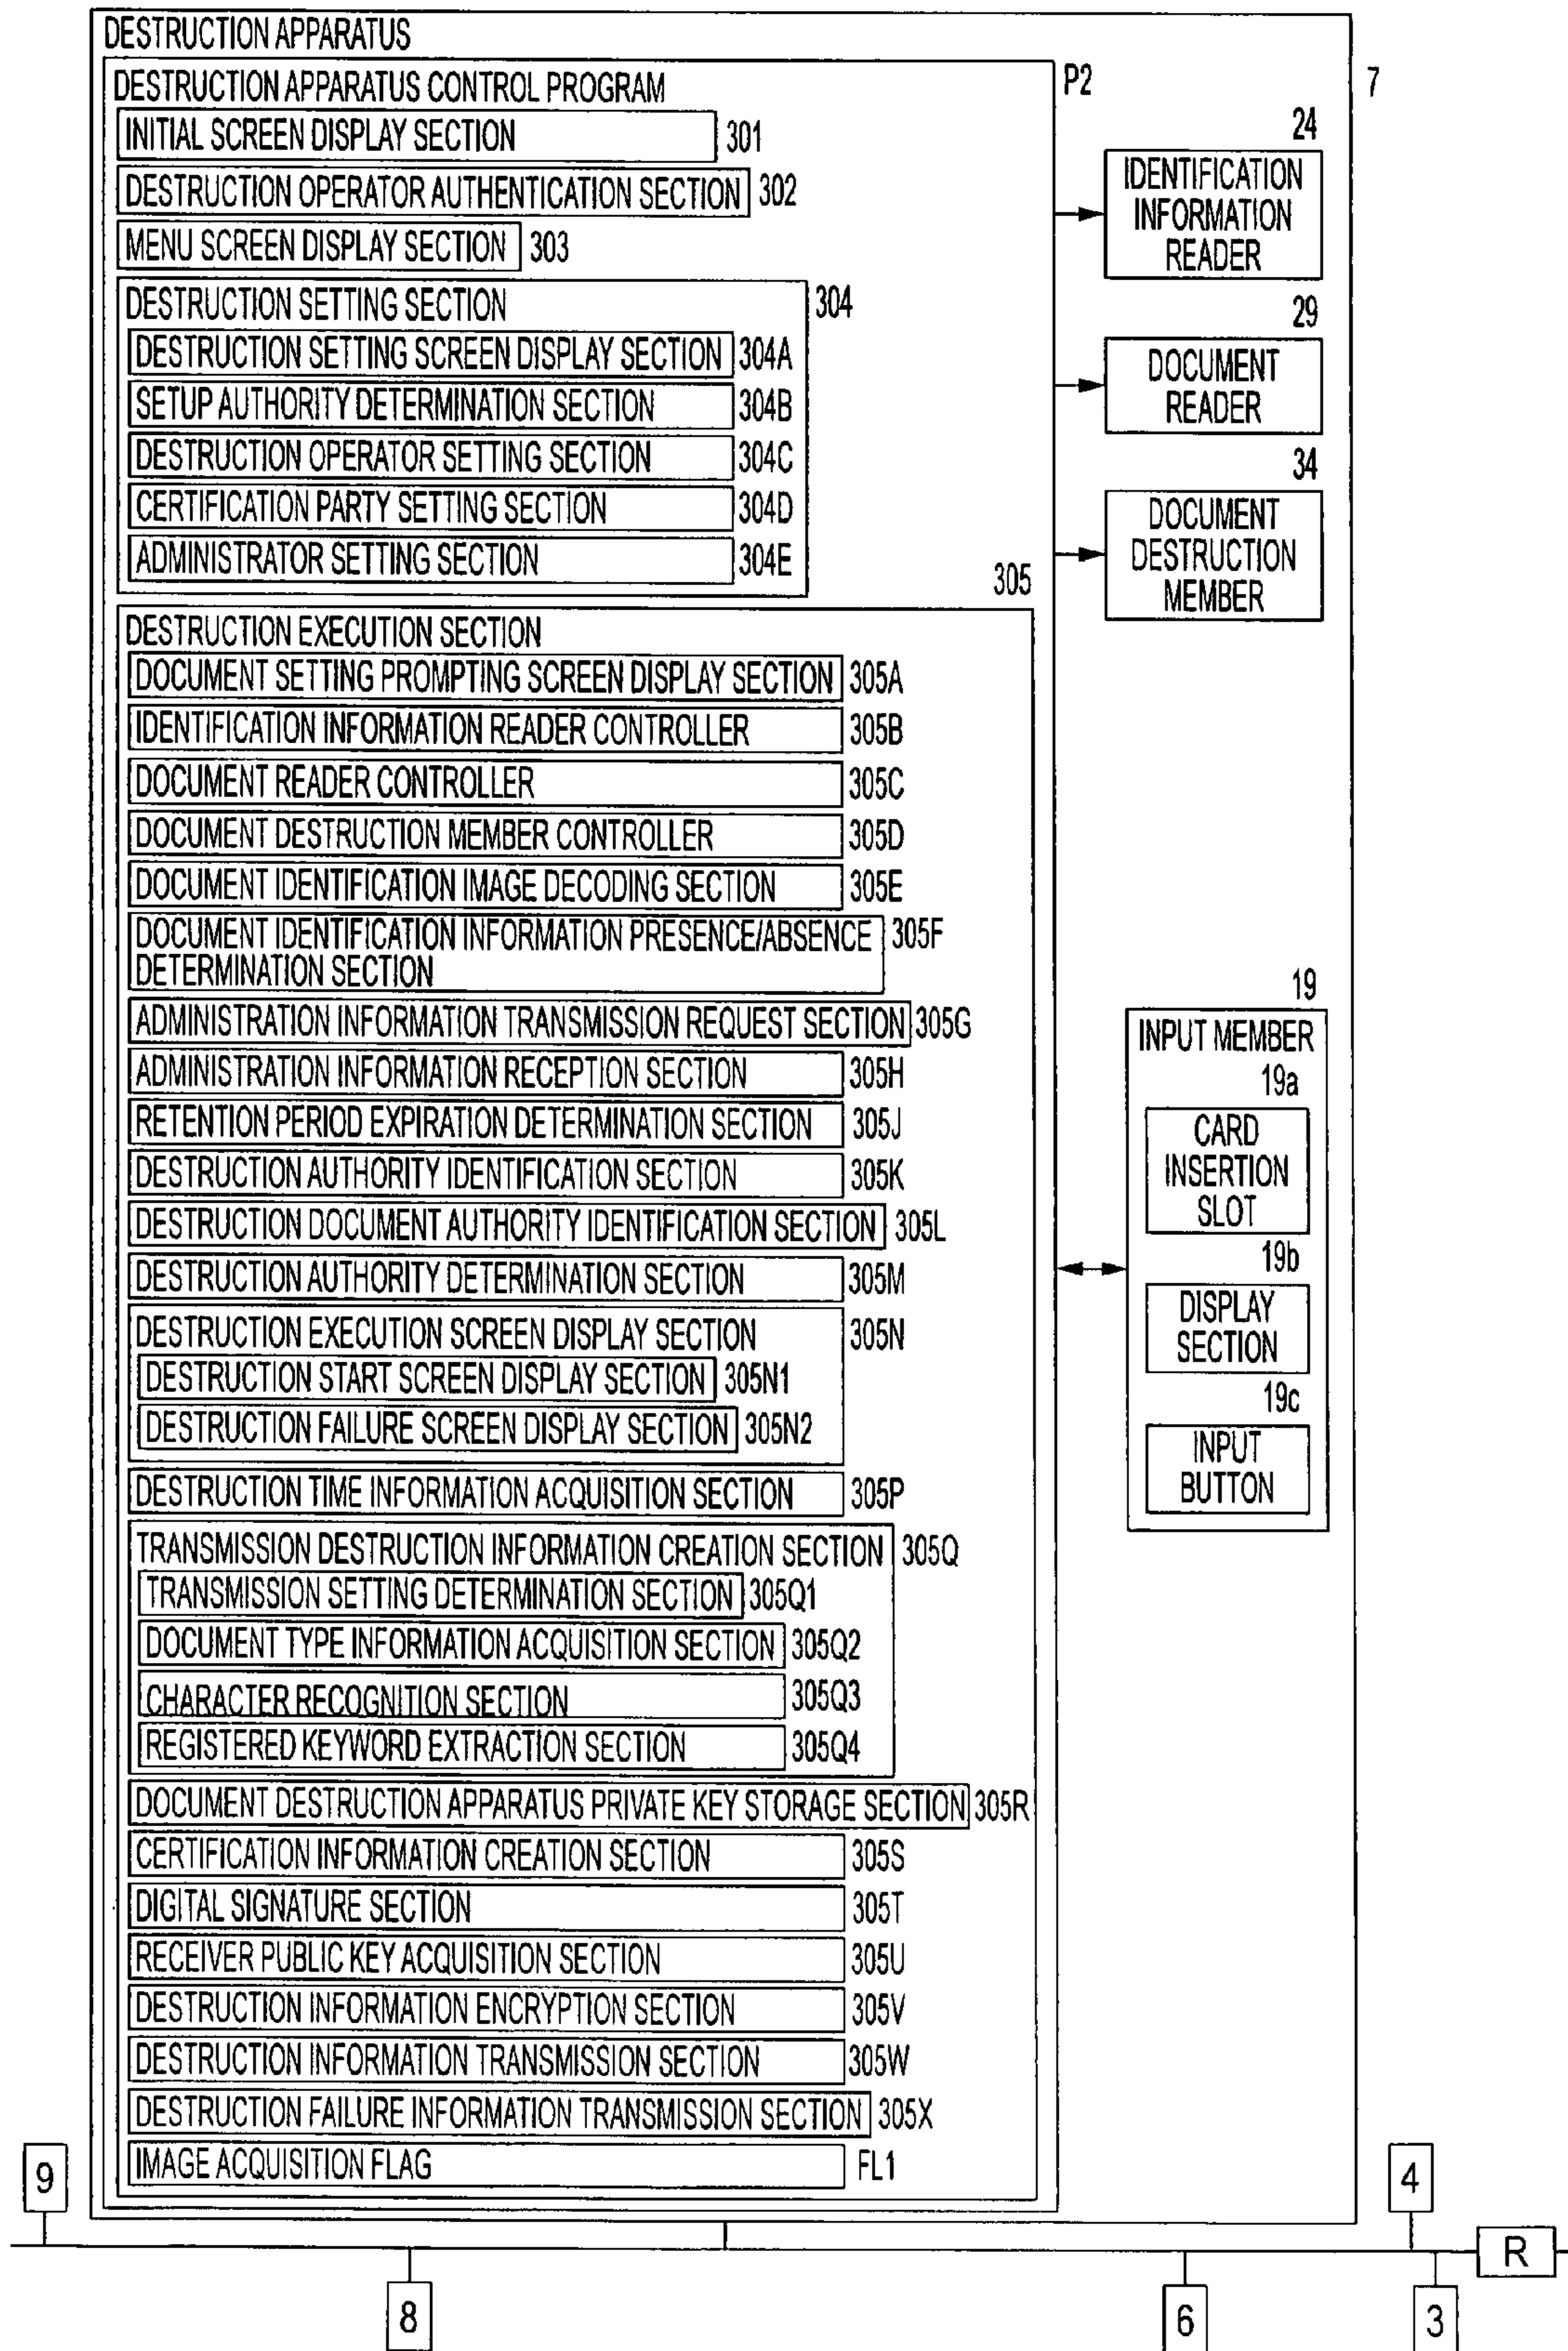 DESTRUCTION APPARATUS
7
DESTRUCTION APPARATUS CONTROL PROGRAM
P2
INITIAL SCREEN DISPLAY SECTION 301
DESTRUCTION OPERATOR AUTHENTICATION SECTION 302
MENU SCREEN DISPLAY SECTION 303
DESTRUCTION SETTING SECTION 304
DESTRUCTION SETTING SCREEN DISPLAY SECTION 304A
SETUP AUTHORITY DETERMINATION SECTION 304B
DESTRUCTION OPERATOR SETTING SECTION 304C
CERTIFICATION PARTY SETTING SECTION 304D
ADMINISTRATOR SETTING SECTION 304E
305
DESTRUCTION EXECUTION SECTION
DOCUMENT SETTING PROMPTING SCREEN DISPLAY SECTION 305A
IDENTIFICATION INFORMATION READER CONTROLLER 305B
DOCUMENT READER CONTROLLER 305C
DOCUMENT DESTRUCTION MEMBER CONTROLLER 305D
DOCUMENT IDENTIFICATION IMAGE DECODING SECTION 305E
DOCUMENT IDENTIFICATION INFORMATION PRESENCE/ABSENCE 305F
DETERMINATION SECTION
ADMINISTRATION INFORMATION TRANSMISSION REQUEST SECTION 305G
ADMINISTRATION INFORMATION RECEPTION SECTION 305H
RETENTION PERIOD EXPIRATION DETERMINATION SECTION 305J
DESTRUCTION AUTHORITY IDENTIFICATION SECTION 305K
DESTRUCTION DOCUMENT AUTHORITY IDENTIFICATION SECTION 305L
DESTRUCTION AUTHORITY DETERMINATION SECTION 305M
DESTRUCTION EXECUTION SCREEN DISPLAY SECTION 305N
DESTRUCTION START SCREEN DISPLAY SECTION 305N1
DESTRUCTION FAILURE SCREEN DISPLAY SECTION 305N2
DESTRUCTION TIME INFORMATION ACQUISITION SECTION 305P
TRANSMISSION DESTRUCTION INFORMATION CREATION SECTION 305Q
TRANSMISSION SETTING DETERMINATION SECTION 305Q1
DOCUMENT TYPE INFORMATION ACQUISITION SECTION 305Q2
CHARACTER RECOGNITION SECTION 305Q3
REGISTERED KEYWORD EXTRACTION SECTION 305Q4
DOCUMENT DESTRUCTION APPARATUS PRIVATE KEY STORAGE SECTION 305R
CERTIFICATION INFORMATION CREATION SECTION 305S
DIGITAL SIGNATURE SECTION 305T
RECEIVER PUBLIC KEY ACQUISITION SECTION 305U
DESTRUCTION INFORMATION ENCRYPTION SECTION 305V
DESTRUCTION INFORMATION TRANSMISSION SECTION 305W
DESTRUCTION FAILURE INFORMATION TRANSMISSION SECTION 305X
IMAGE ACQUISITION FLAG FL1
24
IDENTIFICATION
INFORMATION
READER
29
DOCUMENT
READER
34
DOCUMENT
DESTRUCTION
MEMBER
19
INPUT MEMBER
19a
CARD
INSERTION
SLOT
19b
DISPLAY
SECTION
19c
INPUT
BUTTON
9
4
R
8
6
3